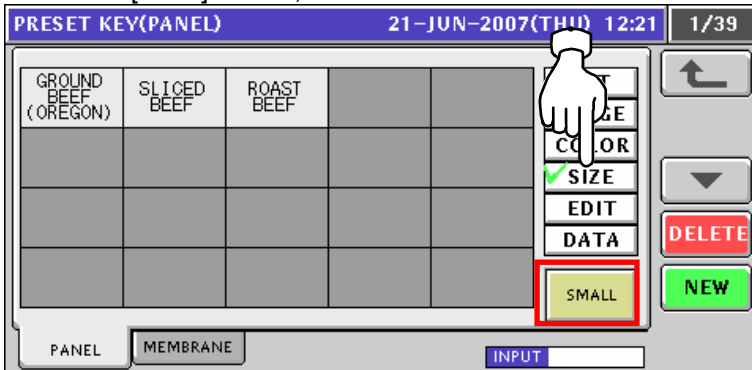 PRESET KEY(PANEL) 21-JUN-2007(THU) 12:21 1/39
GROUND
BEEF
(OREGON)
SLICED
BEEF
ROAST
BEEF
COLOR
SIZE
EDIT
DATA
SMALL
DELETE
NEW
PANEL
MEMBRANE
INPUT